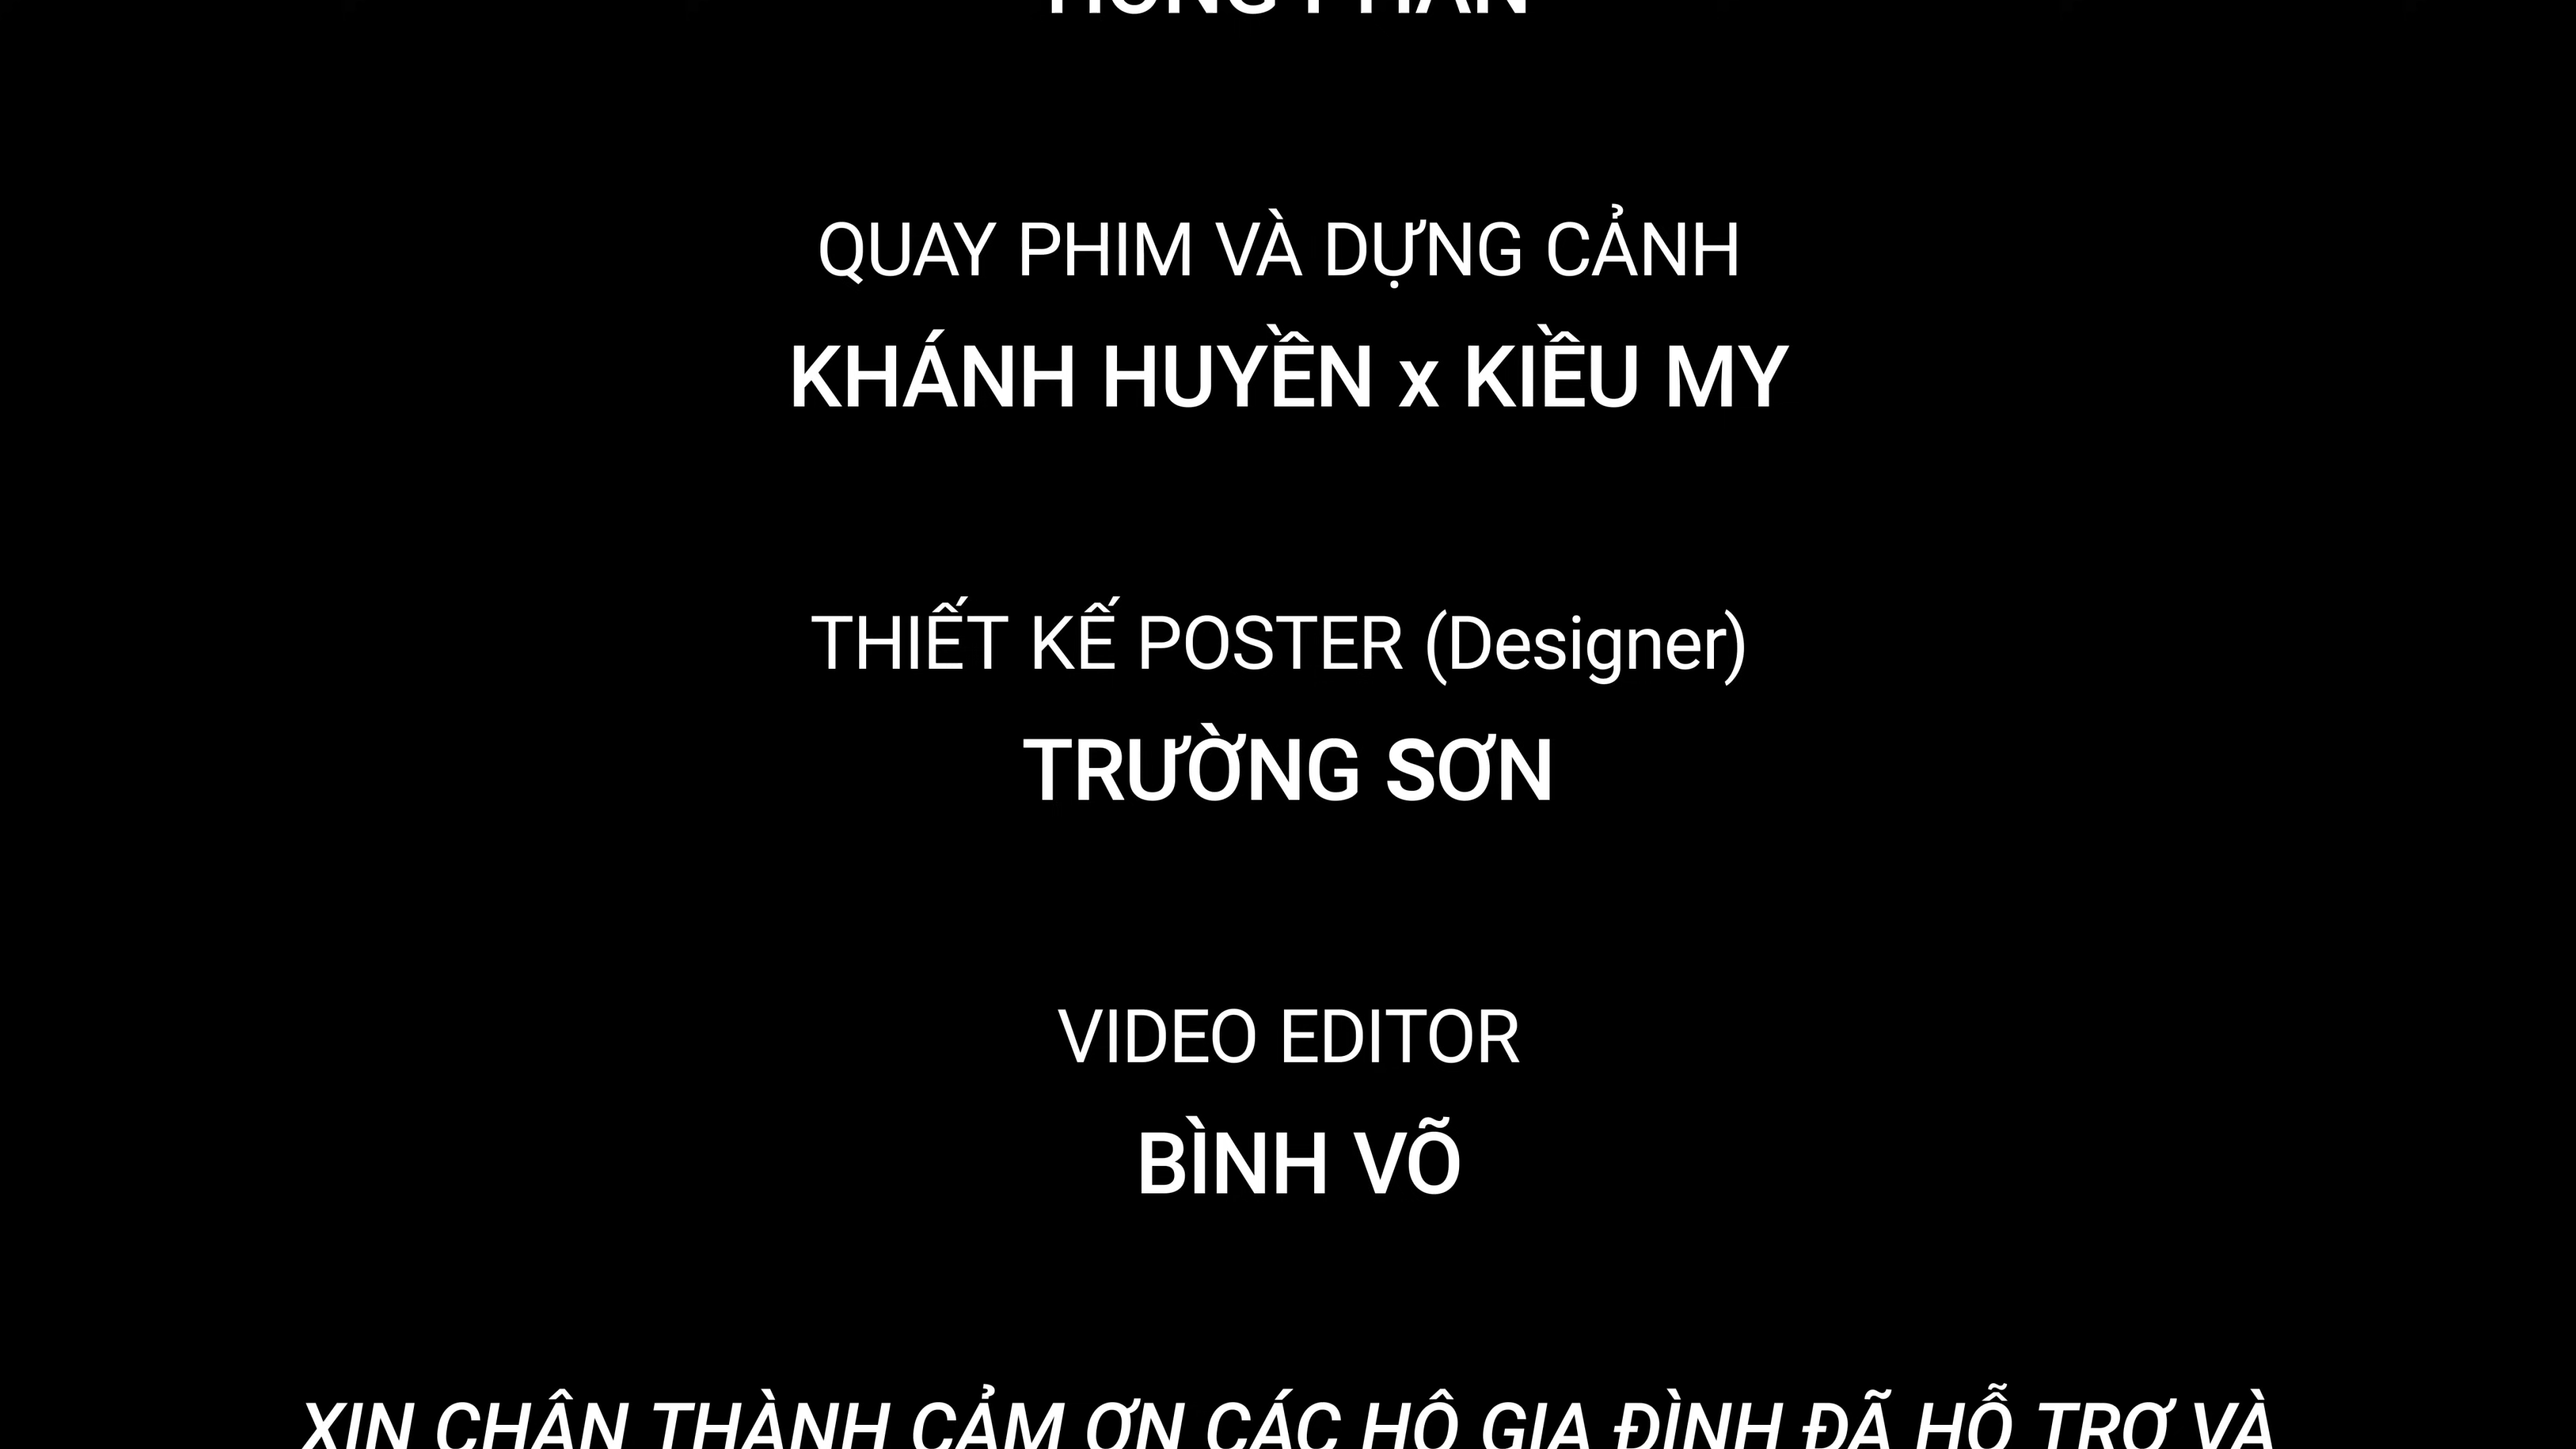 QUAY PHIM VÀ DỰNG CẢNH
KHÁNH HUYỀN x KIỀU MY
THIẾT KẾ POSTER (Designer)
TRƯỜNG SƠN
VIDEO EDITOR
BÌNH VÕ
XIN CHÂN THÀNH CẢM ƠN CÁC HỘ GIA ĐÌNH ĐÃ HỖ TRỢ VÀ